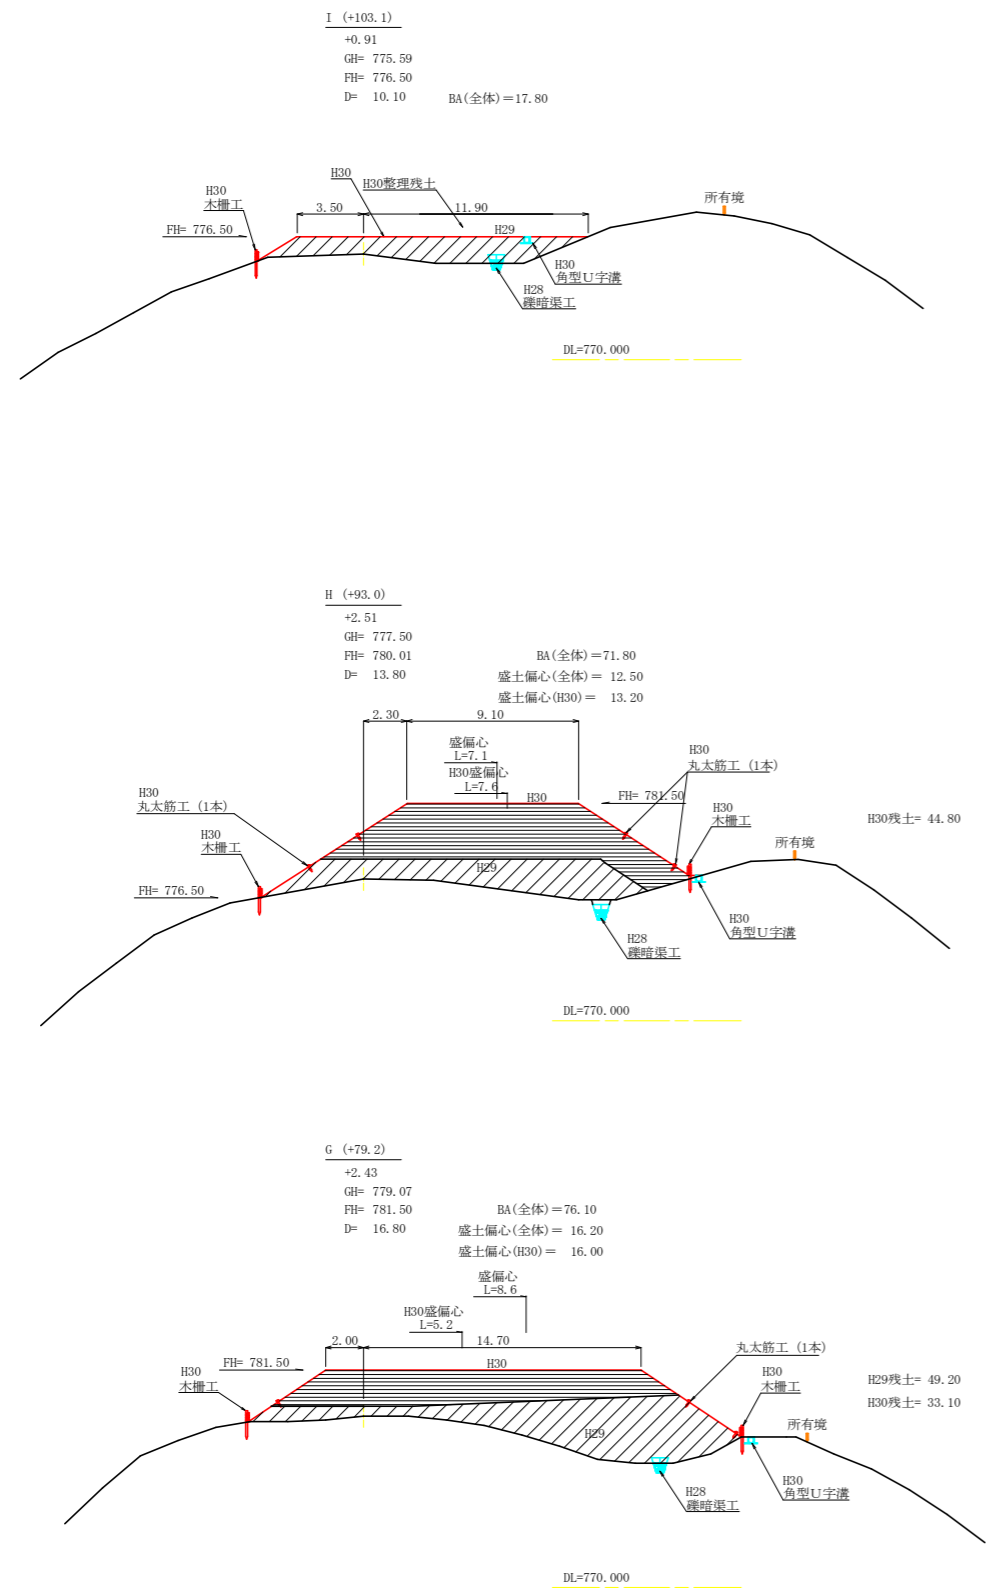 I (+103.1)
+0.91
GH= 775.59
FH= 776.50
D= 10.10
BA(全体)=17.80
H30
H30整理残土
H30
木柵工
所有境
3.50
11.90
FH= 776.50
H29
H30
角型U字溝
H28
礫暗渠工
DL=770.000
H (+93.0)
+2.51
GH= 777.50
FH= 780.01
D= 13.80
BA(全体)=71.80
盛土偏心(全体)= 12.50
盛土偏心(H30)= 13.20
2.30
9.10
盛偏心
L=7.1
H30盛偏心
L=7.6
H30
丸太筋工 (1本)
H30
FH= 781.50
H30
丸太筋工 (1本)
H30
木柵工
H30残土= 44.80
H30
木柵工
所有境
H29
FH= 776.50
H30
角型U字溝
H28
礫暗渠工
DL=770.000
G (+79.2)
+2.43
GH= 779.07
FH= 781.50
D= 16.80
BA(全体)=76.10
盛土偏心(全体)= 16.20
盛土偏心(H30)= 16.00
盛偏心
L=8.6
H30盛偏心
L=5.2
2.00
14.70
丸太筋工 (1本)
FH= 781.50
H30
H30
木柵工
H30
木柵工
H29残土= 49.20
H30残土= 33.10
所有境
H29
H30
角型U字溝
H28
礫暗渠工
DL=770.000